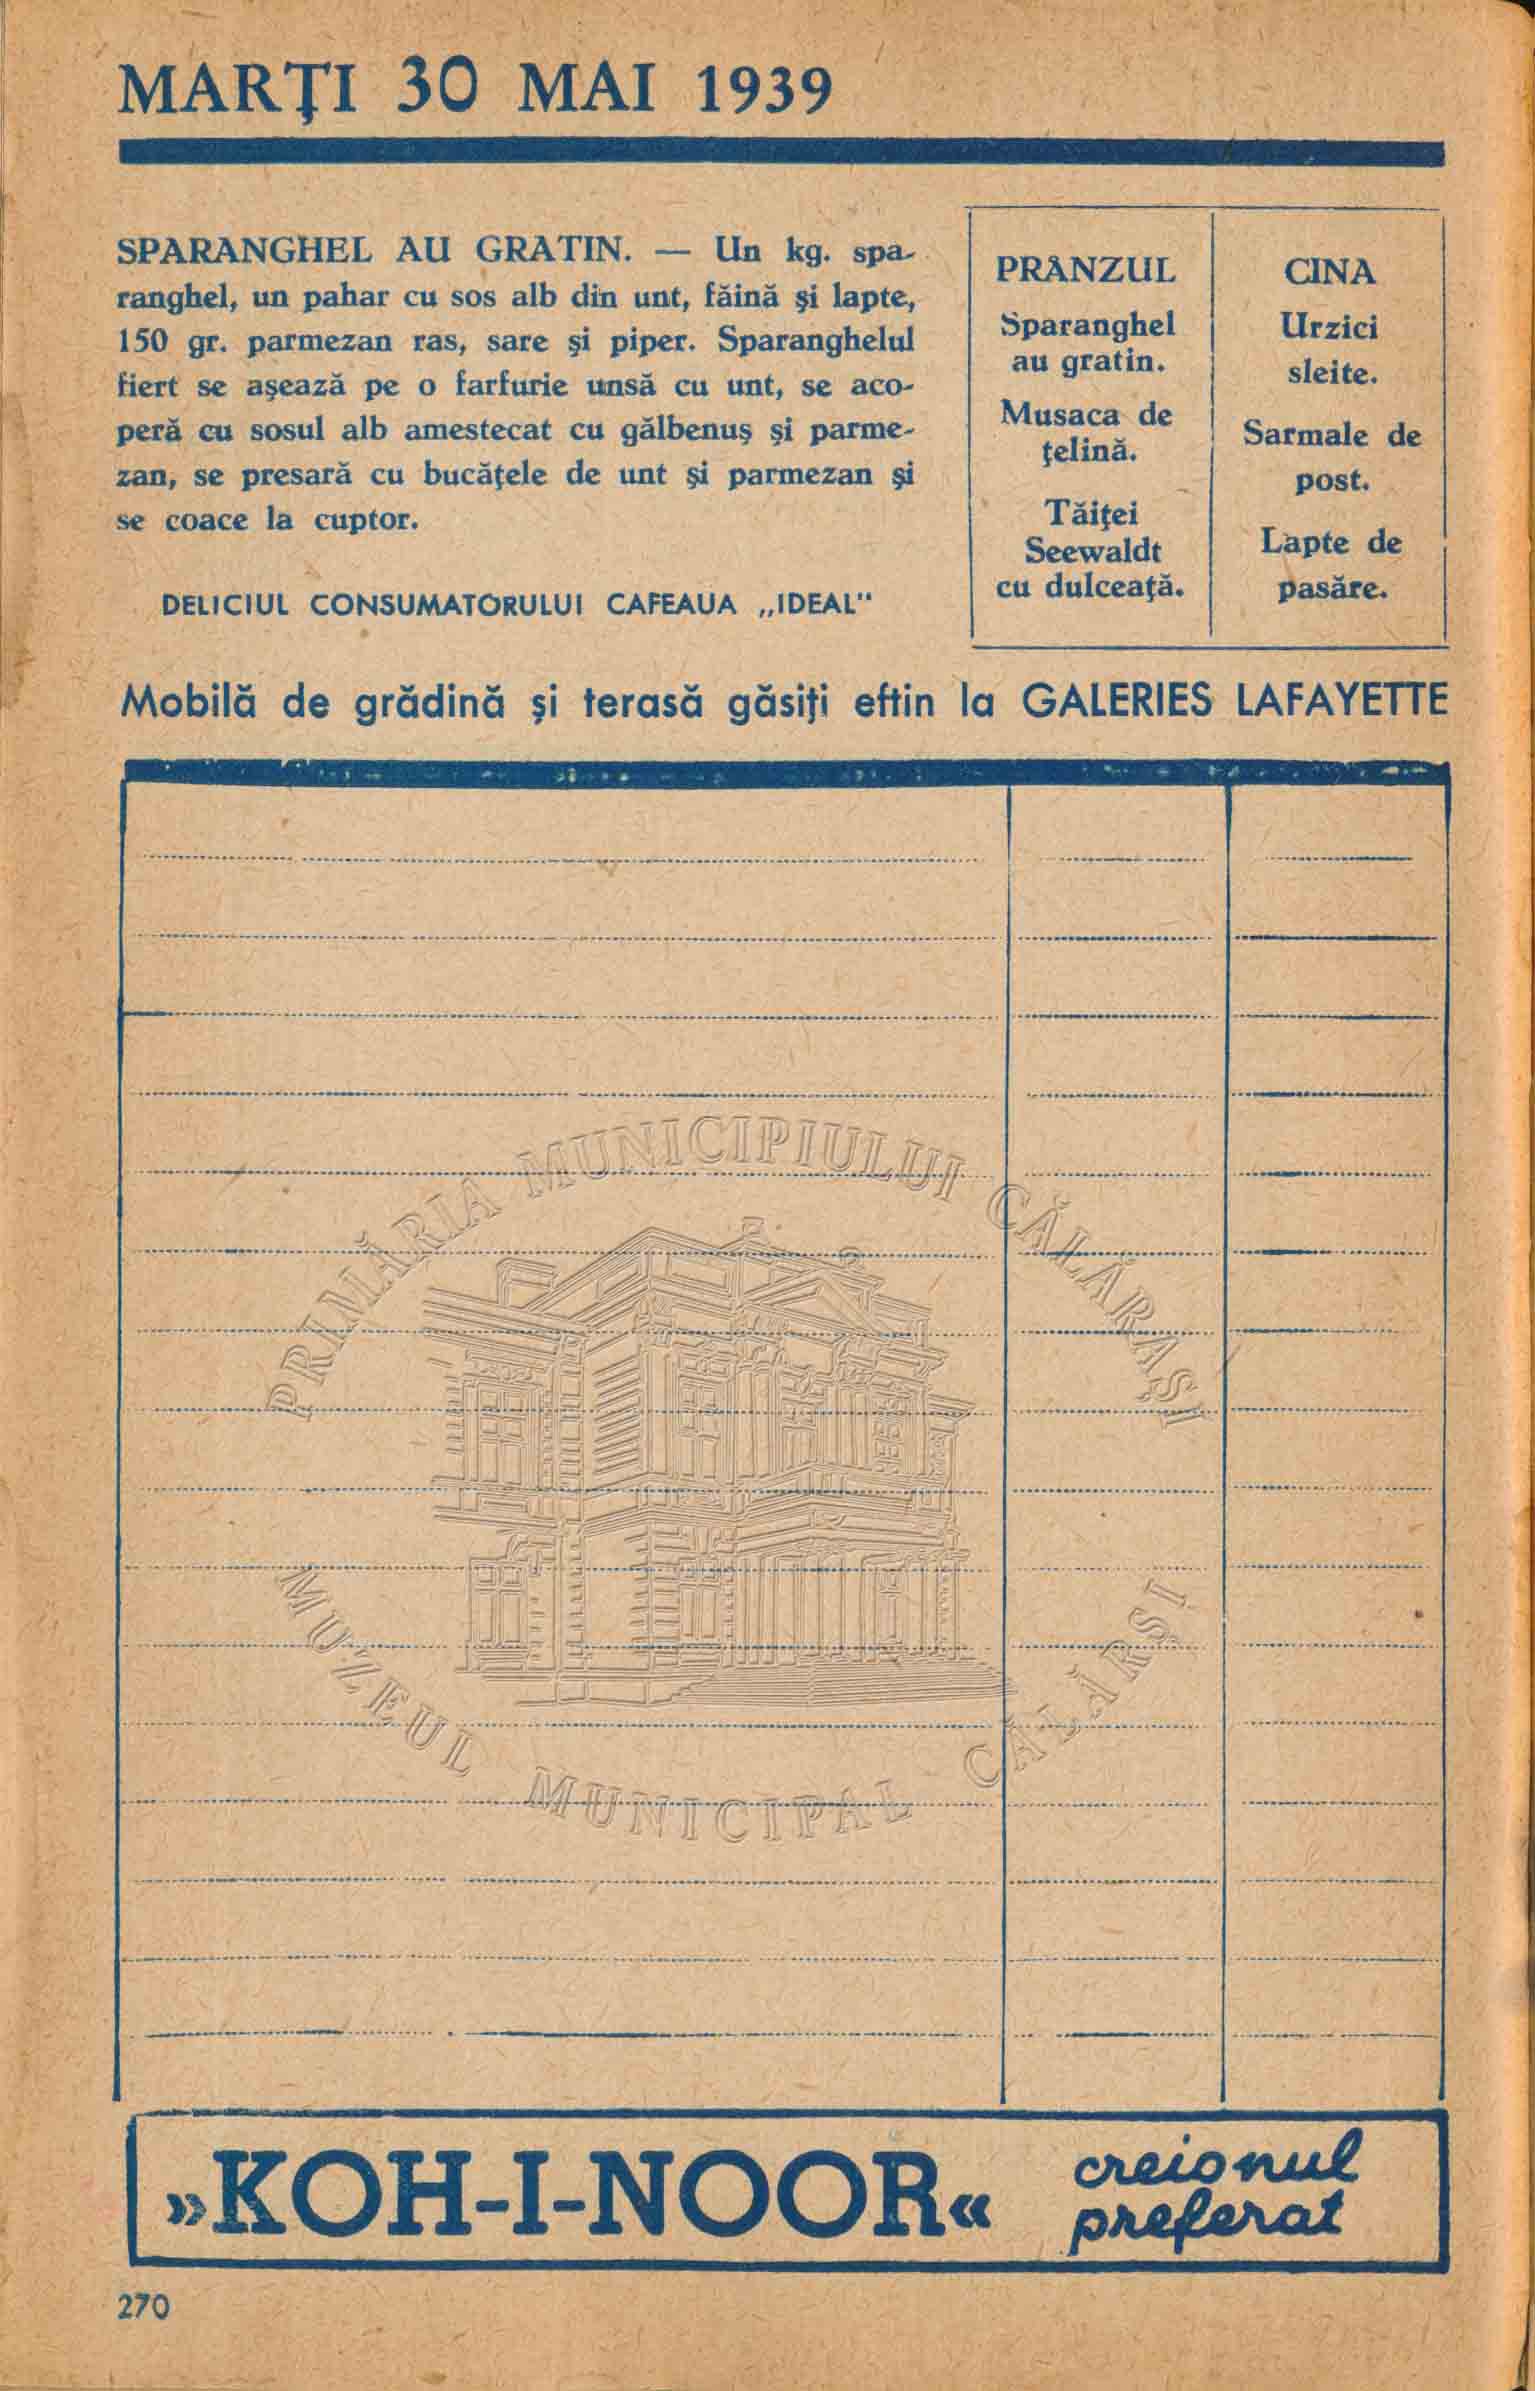 MARŢI 30 MAI 1939
SPARANGHEL AU GRATIN. — Un kg. spa-
ranghel, un pahar cu sos alb din unt, făină şi lapte,
150 gr. parmezan ras, sare şi piper. Sparanghelul
fiert se aşează pe o farfurie unsă cu unt, se aco-
peră cu sosul alb amestecat cu gălbenuş şi parme-
zan, se presară cu bucăţele de unt şi parmezan şi
se coace la cuptor.
DELICIUL CONSUMATORULUI CAFEAUA „IDEAL"
PRÂNZUL
Sparanghel
au gratin.
Musaca de
ţelină.
Tăiţei
Seewaldt
cu dulceaţă.
CINA
Urzici
sleite.
Sarmale de
post.
Lapte de
pasăre.
Mobilă de grădină şi terasă găsiţi eftin la GALERIES LAFAYETTE
PRIMĂRIA MUNICIPIULUI CĂLĂRAŞI
MUZEUL MUNICIPAL CĂLĂRŞI
»KOH-I-NOOR«
creionul
preferat
270